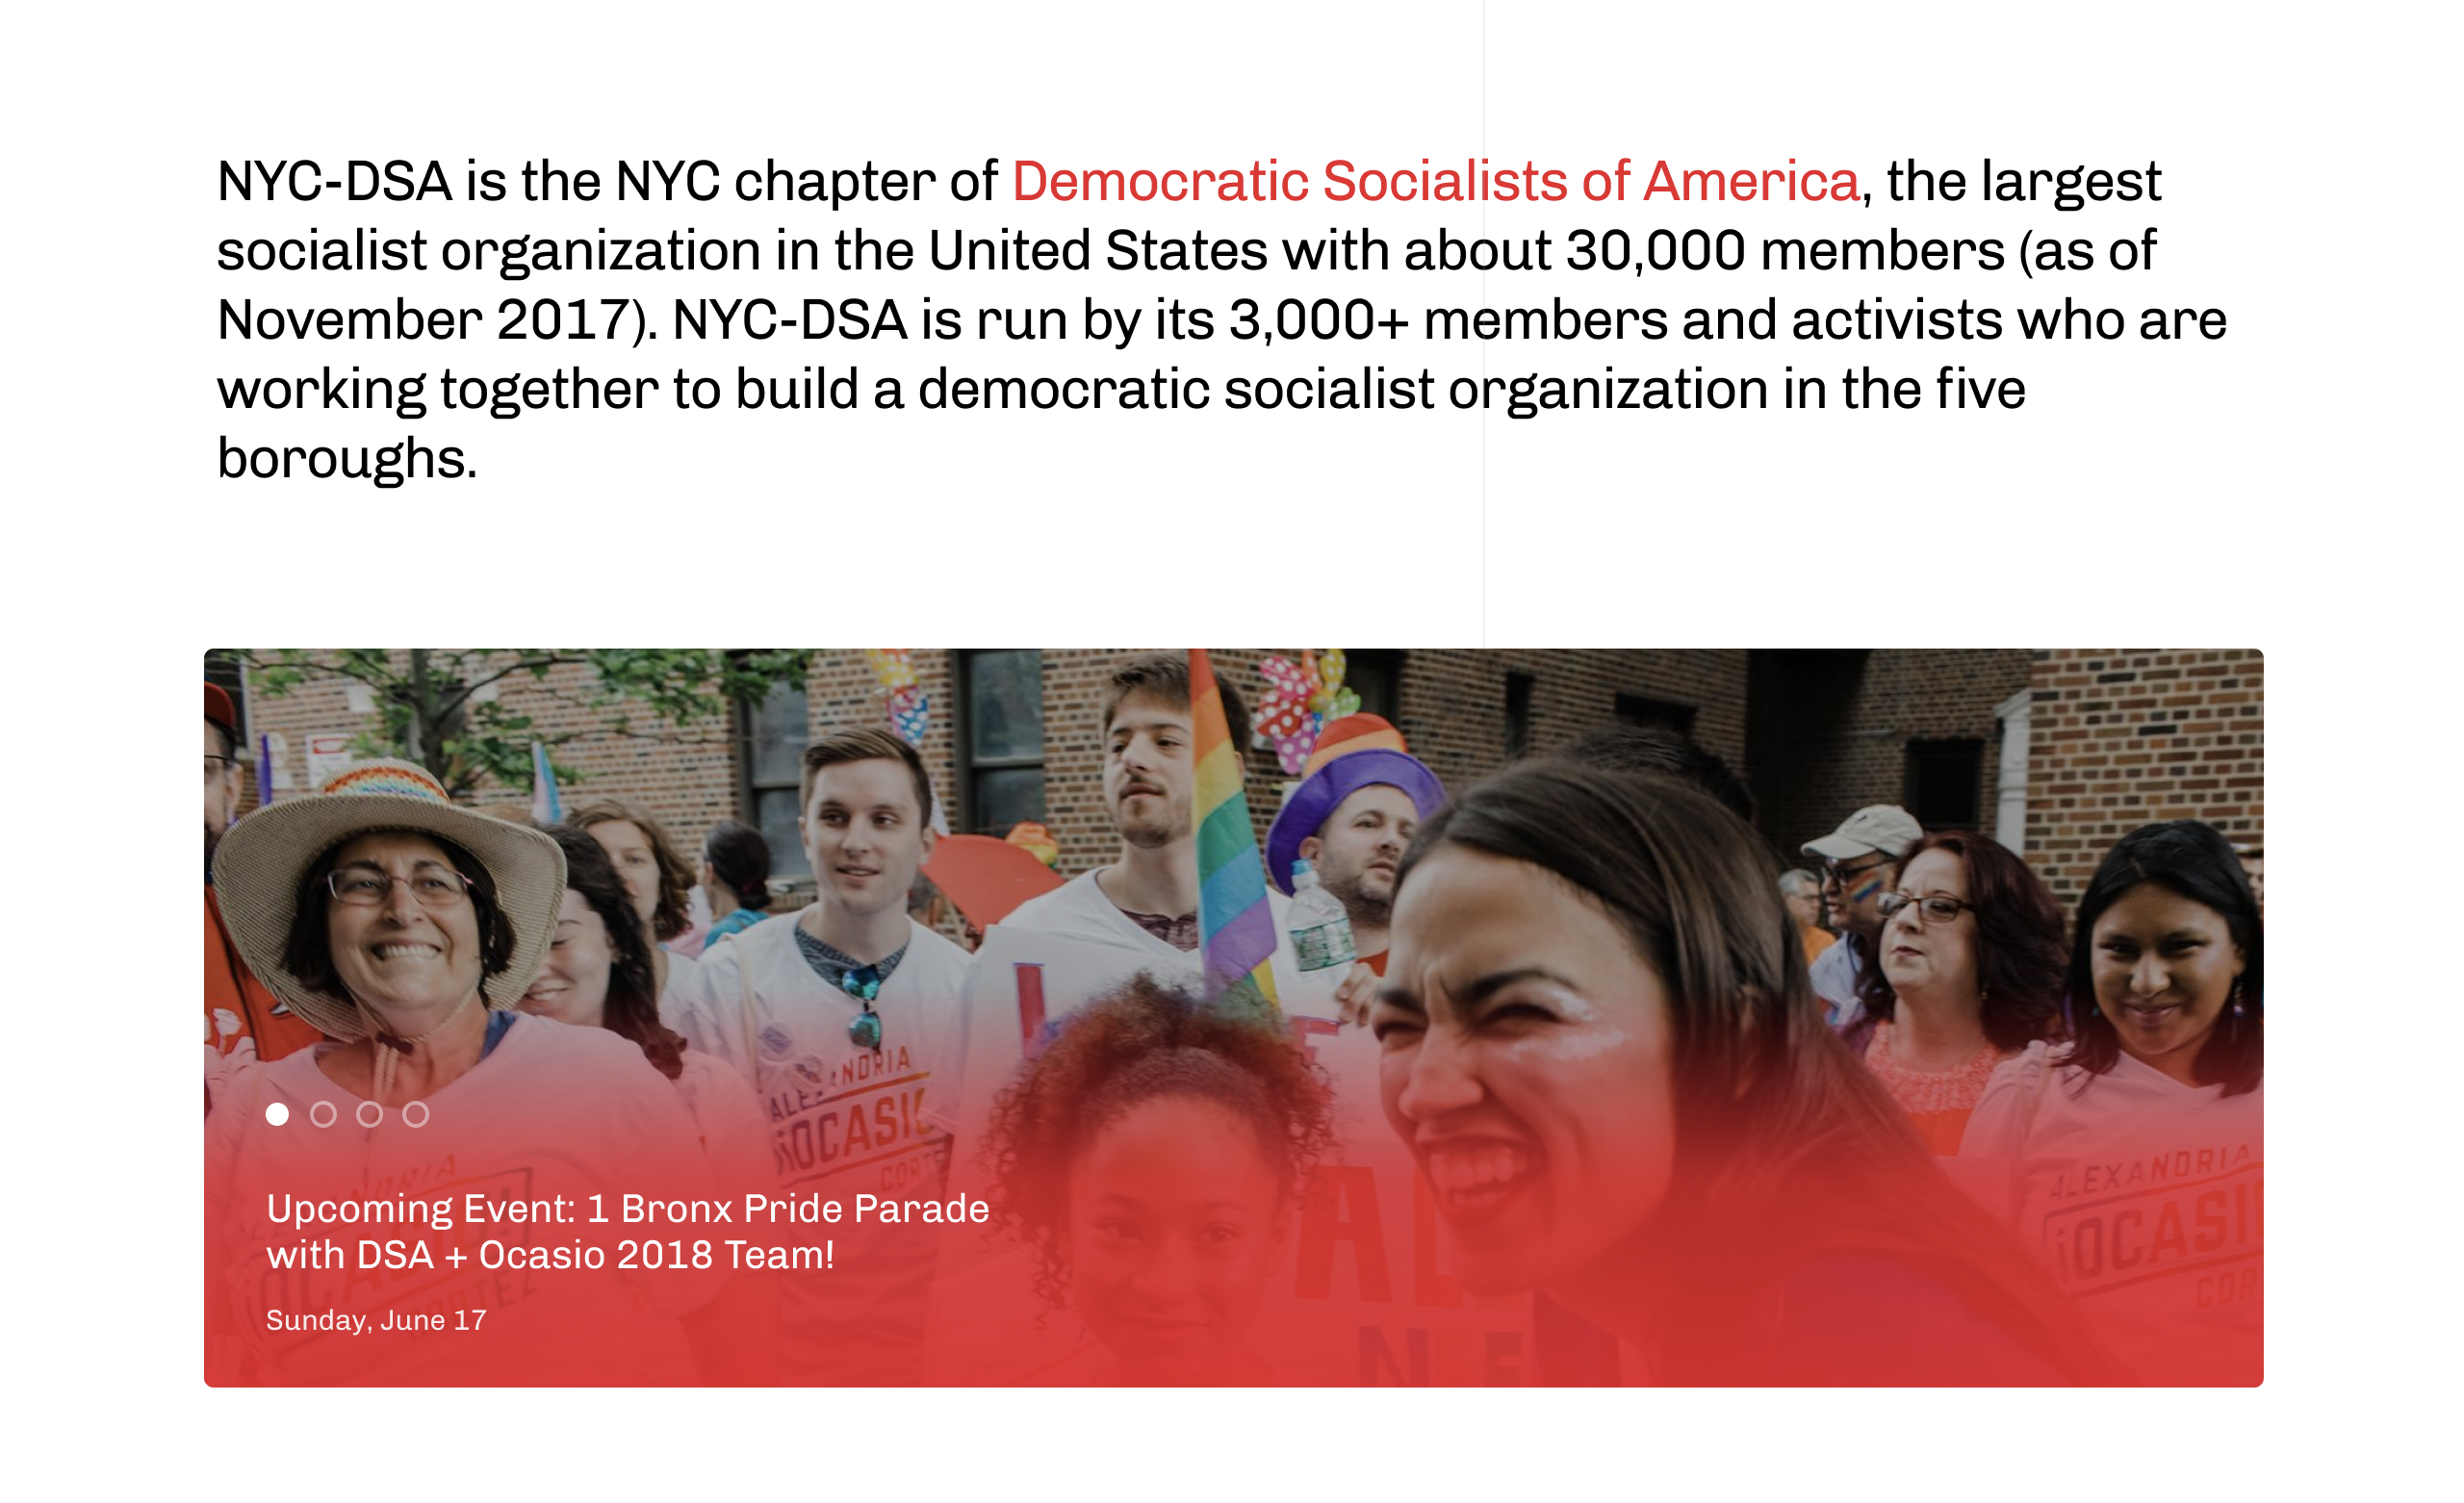 NYC-DSA is the NYC chapter of Democratic Socialists of America, the largest
socialist organization in the United States with about 30,000 members (as of
November 2017). NYC-DSA is run by its 3,000+ members and activists who are
working together to build a democratic socialist organization in the five
boroughs.
ALEXANDRIA
¡OCASIO
CORTEZ
ALEXANDRIA
¡OCASI
COR
Upcoming Event: 1 Bronx Pride Parade
with DSA + Ocasio 2018 Team!
Sunday, June 17